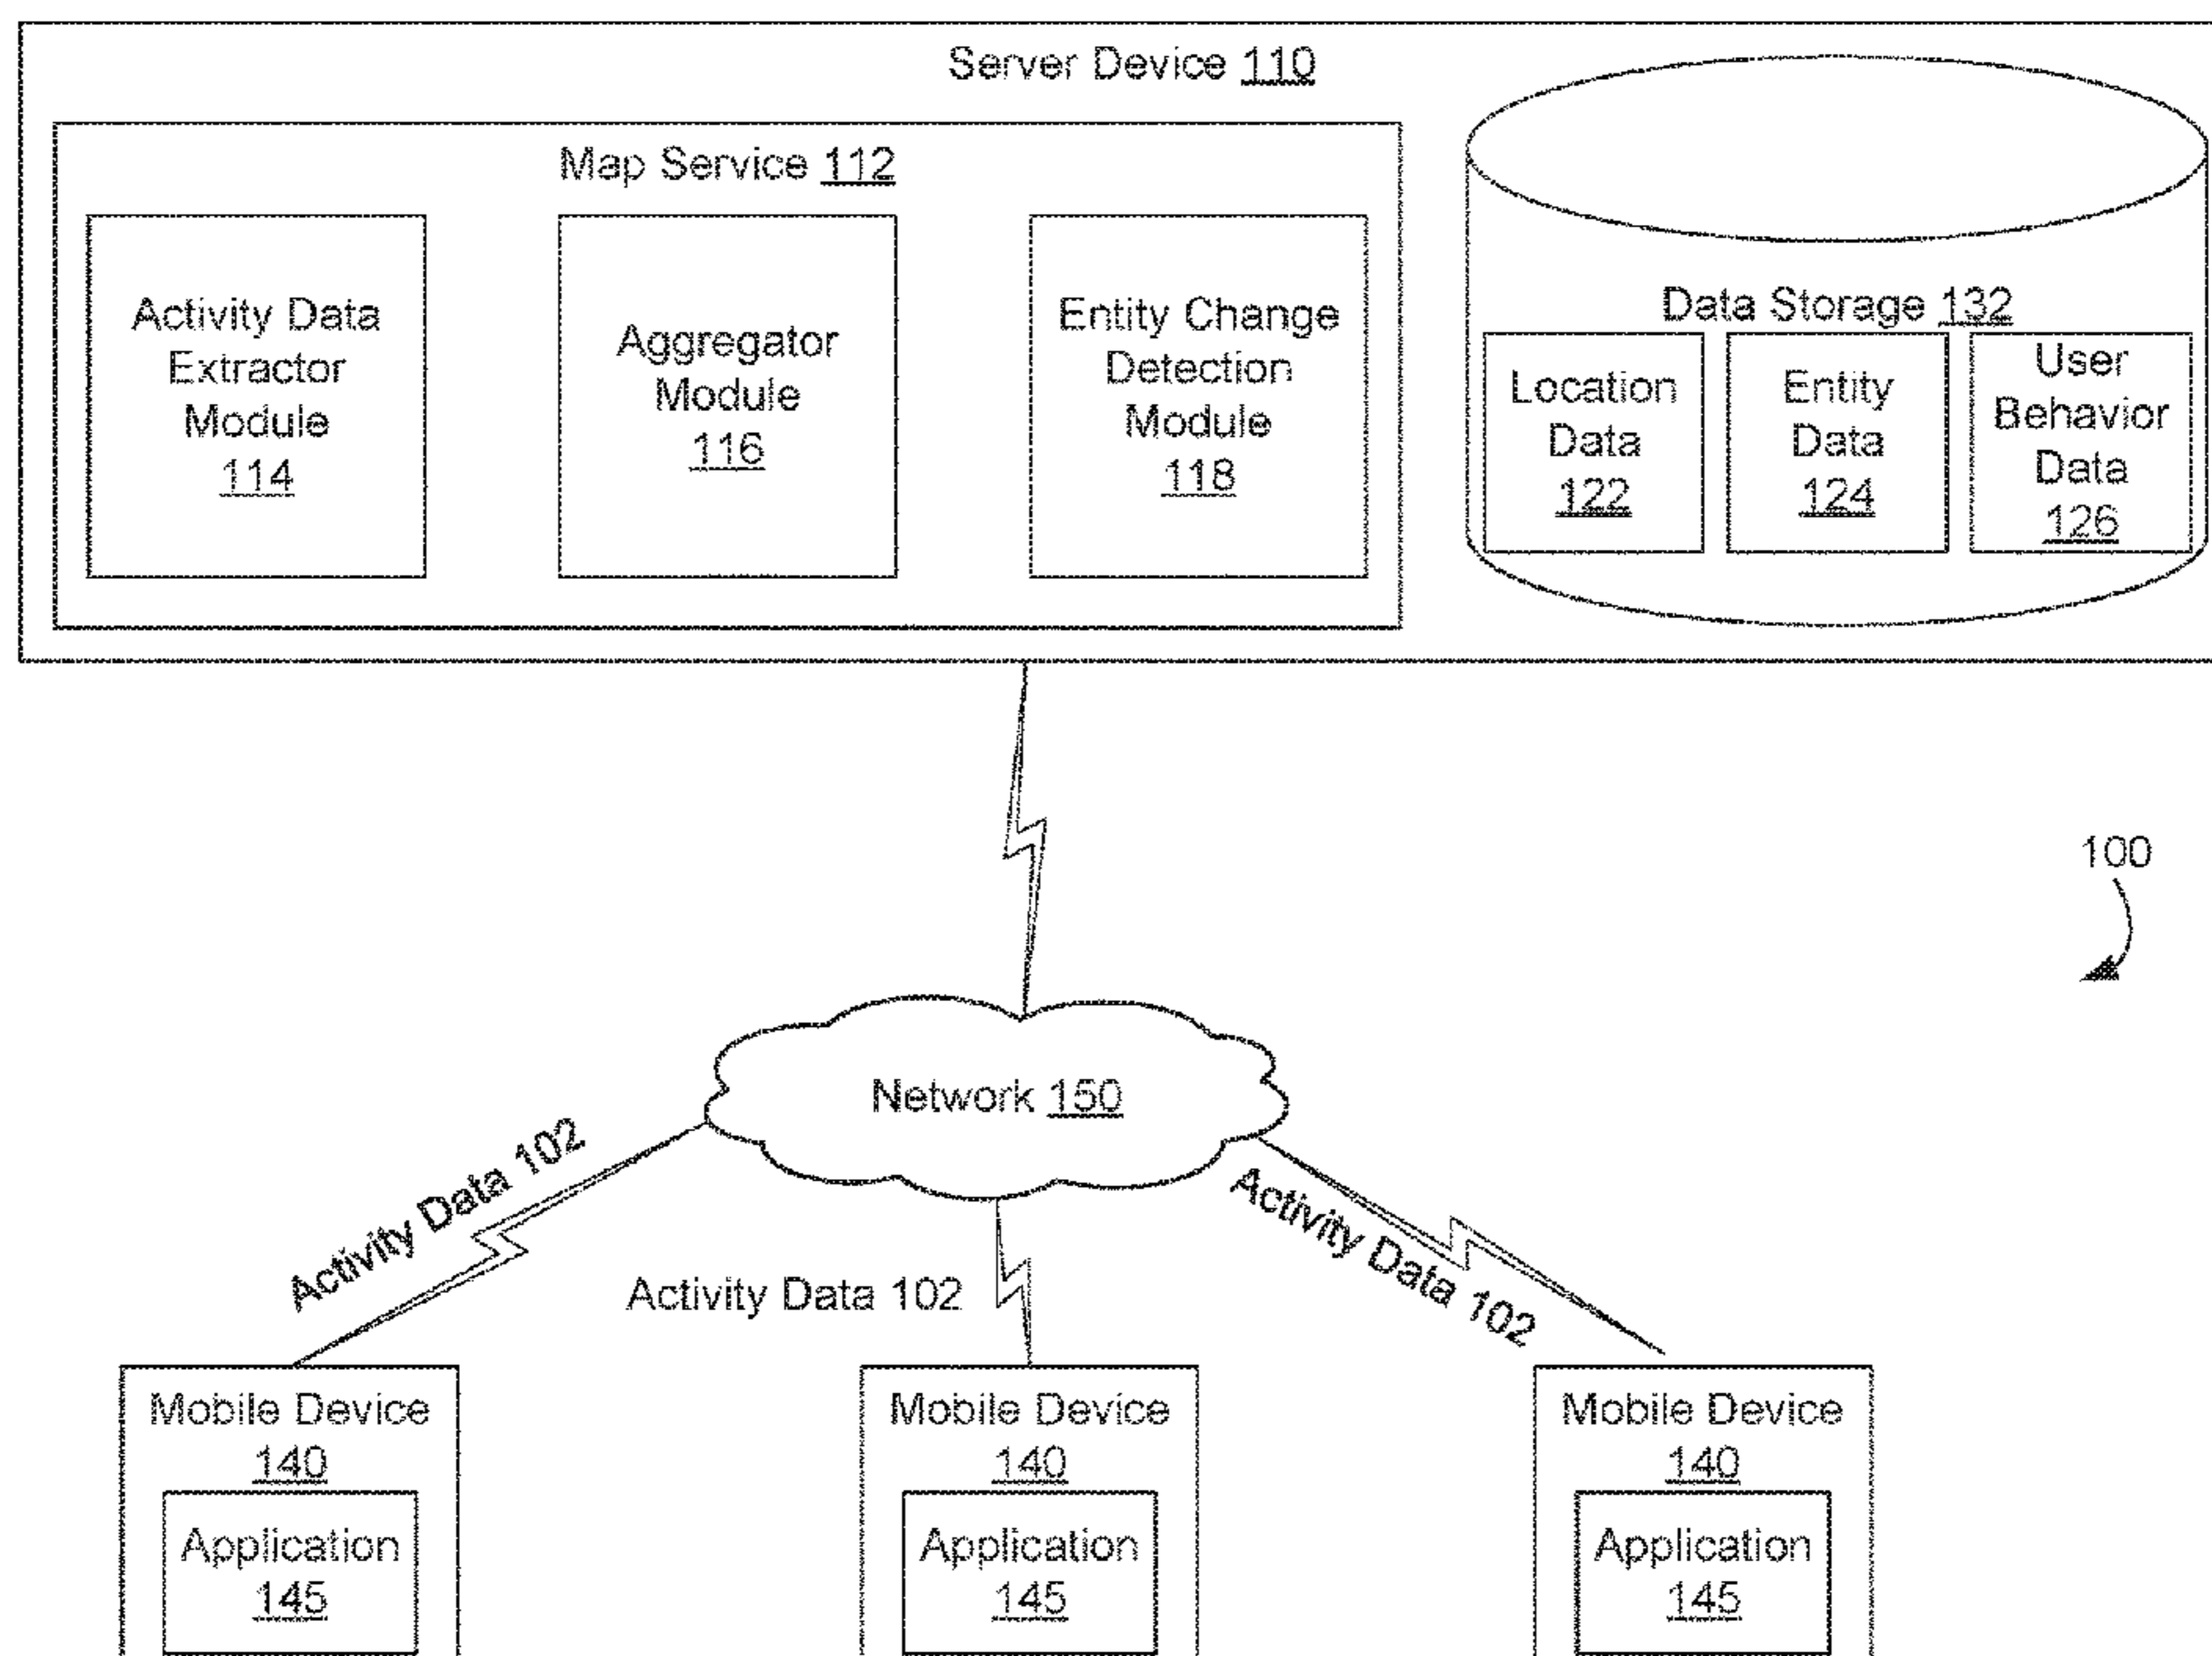 Server Device 110
Map Service 112
Activity Data
Extractor
Module
114
Aggregator
Module
116
Entity Change
Detection
Module
118
Data Storage 132
Location
Data
122
Entity
Data
124
User
Behavior
Data
126
100
Network 150
Activity Data 102
Activity Data 102
Activity Data 102
Mobile Device
140
Application
145
Mobile Device
140
Application
145
Mobile Device
140
Application
145